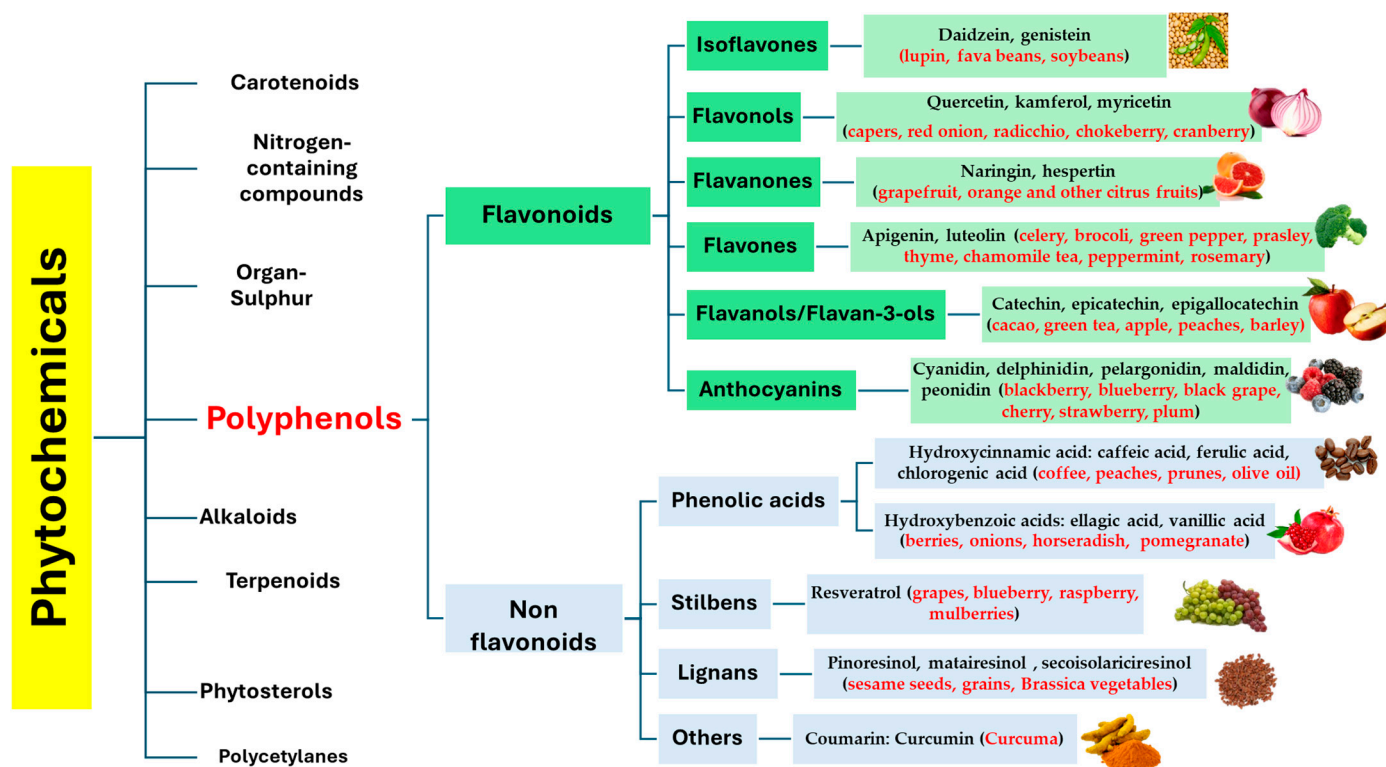 Phytochemicals
Carotenoids
Nitrogen-
containing
compounds
Organ-
Sulphur
Polyphenols
Alkaloids
Terpenoids
Phytosterols
Polycetylanes
Flavonoids
Isoflavones
Daidzein, genistein
(lupin, fava beans, soybeans)
Flavonols
Quercetin, kamferol, myricetin
(capers, red onion, radicchio, chokeberry, cranberry)
Flavanones
Naringin, hespertin
(grapefruit, orange and other citrus fruits)
Flavones
Apigenin, luteolin (celery, brocoli, green pepper, prasley,
thyme, chamomile tea, peppermint, rosemary)
Flavanols/Flavan-3-ols
Catechin, epicatechin, epigallocatechin
(cacao, green tea, apple, peaches, barley)
Anthocyanins
Cyanidin, delphinidin, pelargonidin, maldidin,
peonidin (blackberry, blueberry, black grape,
cherry, strawberry, plum)
Non
flavonoids
Phenolic acids
Hydroxycinnamic acid: caffeic acid, ferulic acid,
chlorogenic acid (coffee, peaches, prunes, olive oil)
Hydroxybenzoic acids: ellagic acid, vanillic acid
(berries, onions, horseradish, pomegranate)
Stilbens
Resveratrol (grapes, blueberry, raspberry,
mulberries)
Lignans
Pinoresinol, matairesinol , secoisolariciresinol
(sesame seeds, grains, Brassica vegetables)
Others
Coumarin: Curcumin (Curcuma)